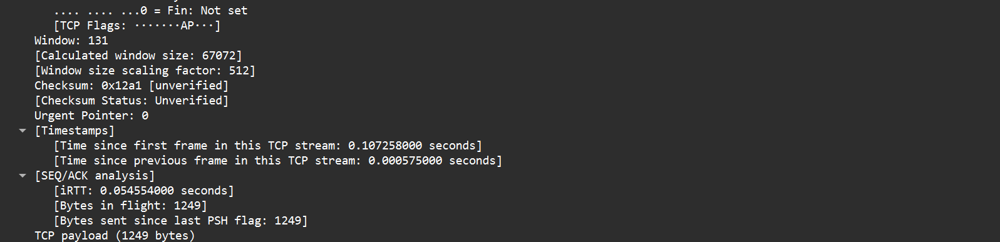 .... .... ...0 = Fin: Not set
[TCP Flags: ·······AP···]
Window: 131
[Calculated window size: 67072]
[Window size scaling factor: 512]
Checksum: 0x12a1 [unverified]
[Checksum Status: Unverified]
Urgent Pointer: 0
[Timestamps]
[Time since first frame in this TCP stream: 0.107258000 seconds]
[Time since previous frame in this TCP stream: 0.000575000 seconds]
[SEQ/ACK analysis]
[iRTT: 0.054554000 seconds]
[Bytes in flight: 1249]
[Bytes sent since last PSH flag: 1249]
TCP payload (1249 bytes)